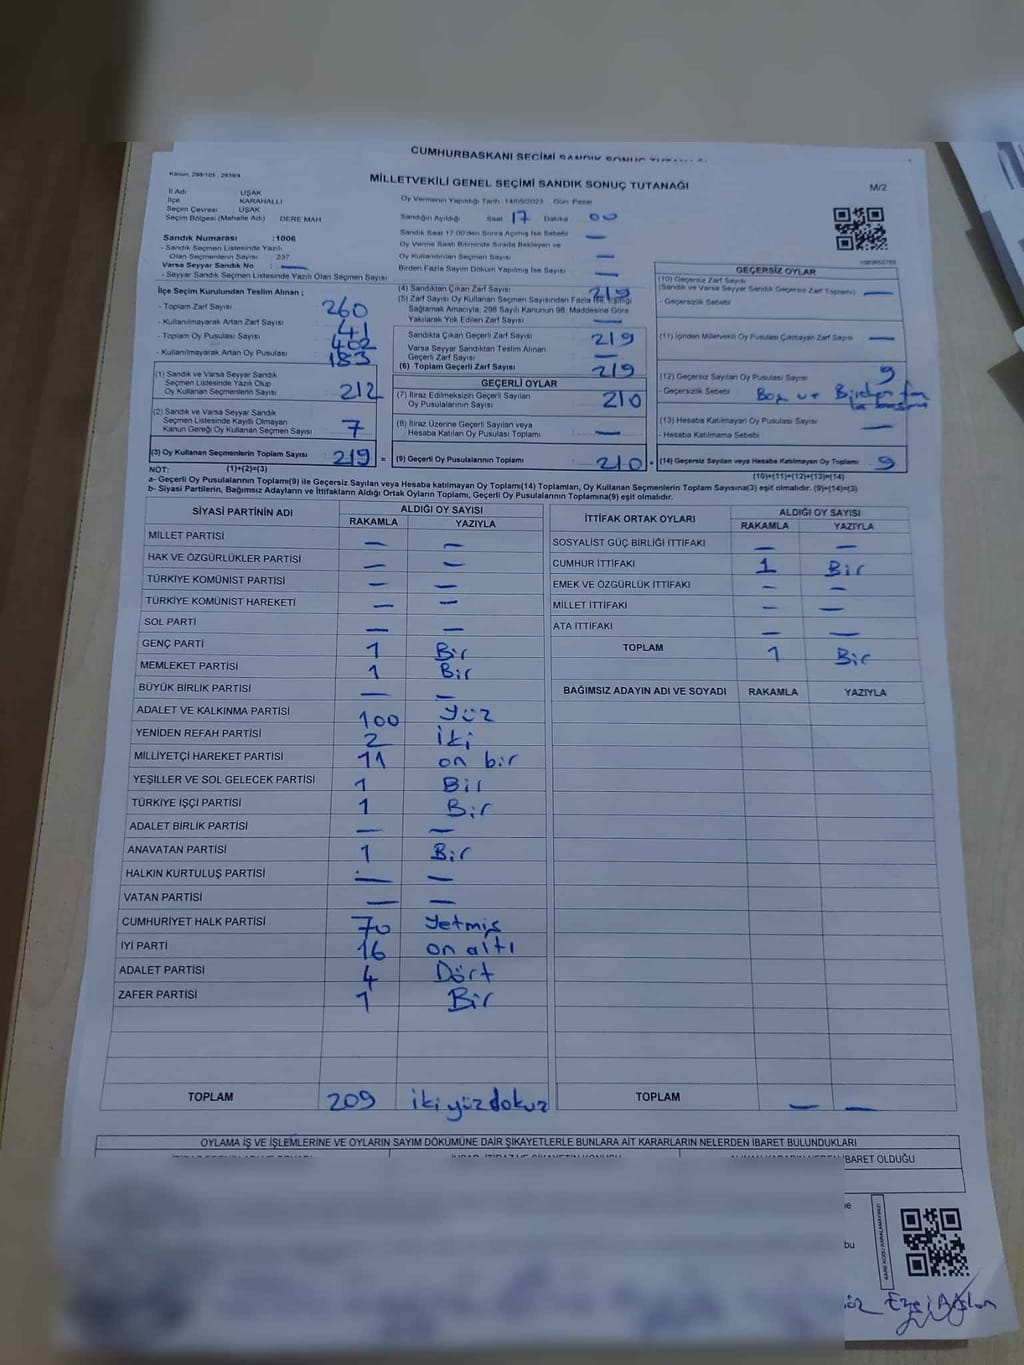 CUMHURBAŞKANI SEÇİMİ SANDIK SONUÇ TUTANAĞI
Kanun: 298/105 , 2839/4
MİLLETVEKİLİ GENEL SEÇİMİ SANDIK SONUÇ TUTANAĞI
M/2
İl Adı : UŞAK
İlçe : KARAHALLI
Seçim Çevresi : UŞAK
Seçim Bölgesi (Mahalle Adı) : DERE MAH
Sandık Numarası : 1006
- Sandık Seçmen Listesinde Yazılı
Olan Seçmenlerin Sayısı : 237
Varsa Seyyar Sandık No : —
- Seyyar Sandık Seçmen Listesinde Yazılı Olan Seçmen Sayısı
Oy Vermenin Yapıldığı Tarih :14/05/2023 Gün: Pazar
Sandığın Açıldığı Saat 17 Dakika 00
Sandık Saat 17:00'den Sonra Açılmış İse Sebebi —
Oy Verme Saati Bitiminde Sırada Bekleyen ve
Oy Kullandırılan Seçmen Sayısı —
Birden Fazla Sayım Döküm Yapılmış İse Sayısı —
İlçe Seçim Kurulundan Teslim Alınan ;
- Toplam Zarf Sayısı : 260
- Kullanılmayarak Artan Zarf Sayısı : 41
- Toplam Oy Pusulası Sayısı : 402
- Kullanılmayarak Artan Oy Pusulası : 183
(1) Sandık ve Varsa Seyyar Sandık
Seçmen Listesinde Yazılı Olup
Oy Kullanan Seçmenlerin Sayısı : 212
(2) Sandık ve Varsa Seyyar Sandık
Seçmen Listesinde Kayıtlı Olmayan
Kanun Gereği Oy Kullanan Seçmen Sayısı : 7
(3) Oy Kullanan Seçmenlerin Toplam Sayısı : 219 =
(4) Sandıktan Çıkan Zarf Sayısı : 219
(5) Zarf Sayısı Oy Kullanan Seçmen Sayısından Fazla İse, Eşitliği
Sağlamak Amacıyla, 298 Sayılı Kanunun 98. Maddesine Göre
Yakılarak Yok Edilen Zarf Sayısı —
Sandıkta Çıkan Geçerli Zarf Sayısı : 219
Varsa Seyyar Sandıktan Teslim Alınan
Geçerli Zarf Sayısı : —
(6) Toplam Geçerli Zarf Sayısı : 219
GEÇERLİ OYLAR
(7) İtiraz Edilmeksizin Geçerli Sayılan
Oy Pusulalarının Sayısı : 210
(8) İtiraz Üzerine Geçerli Sayılan veya
Hesaba Katılan Oy Pusulası Toplamı : —
(9) Geçerli Oy Pusulalarının Toplamı : 210 +
GEÇERSİZ OYLAR
(10) Geçersiz Zarf Sayısı
(Sandık ve Varsa Seyyar Sandık Geçersiz Zarf Toplamı) : —
- Geçersizlik Sebebi
(11) İçinden Milletvekili Oy Pusulası Çıkmayan Zarf Sayısı —
(12) Geçersiz Sayılan Oy Pusulası Sayısı 9
- Geçersizlik Sebebi Boş ve Birden faz
la basılma
(13) Hesaba Katılmayan Oy Pusulası Sayısı : —
- Hesaba Katılmama Sebebi
(14) Geçersiz Sayılan veya Hesaba Katılmayan Oy Toplamı : 9
NOT: (1)+(2)=(3)
(10)+(11)+(12)+(13)=(14)
a- Geçerli Oy Pusulalarının Toplamı(9) ile Geçersiz Sayılan veya Hesaba katılmayan Oy Toplamı(14) Toplamları, Oy Kullanan Seçmenlerin Toplam Sayısına(3) eşit olmalıdır. (9)+(14)=(3)
b- Siyasi Partilerin, Bağımsız Adayların ve İttifakların Aldığı Ortak Oyların Toplamı, Geçerli Oy Pusulalarının Toplamına(9) eşit olmalıdır.
SİYASİ PARTİNİN ADI ALDIĞI OY SAYISI
RAKAMLA YAZIYLA
MİLLET PARTİSİ — —
HAK VE ÖZGÜRLÜKLER PARTİSİ — —
TÜRKİYE KOMÜNİST PARTİSİ — —
TÜRKİYE KOMÜNİST HAREKETİ — —
SOL PARTİ — —
GENÇ PARTİ 1 Bir
MEMLEKET PARTİSİ 1 Bir
BÜYÜK BİRLİK PARTİSİ — —
ADALET VE KALKINMA PARTİSİ 100 Yüz
YENİDEN REFAH PARTİSİ 2 İki
MİLLİYETÇİ HAREKET PARTİSİ 11 on bir
YEŞİLLER VE SOL GELECEK PARTİSİ 1 Bir
TÜRKİYE İŞÇİ PARTİSİ 1 Bir
ADALET BİRLİK PARTİSİ — —
ANAVATAN PARTİSİ 1 Bir
HALKIN KURTULUŞ PARTİSİ — —
VATAN PARTİSİ — —
CUMHURİYET HALK PARTİSİ 70 Yetmiş
İYİ PARTİ 16 on altı
ADALET PARTİSİ 4 Dört
ZAFER PARTİSİ 1 Bir
TOPLAM 209 ikiyüzdokuz
İTTİFAK ORTAK OYLARI ALDIĞI OY SAYISI
RAKAMLA YAZIYLA
SOSYALİST GÜÇ BİRLİĞİ İTTİFAKI — —
CUMHUR İTTİFAKI 1 Bir
EMEK VE ÖZGÜRLÜK İTTİFAKI — —
MİLLET İTTİFAKI — —
ATA İTTİFAKI — —
TOPLAM 1 Bir
BAĞIMSIZ ADAYIN ADI VE SOYADI RAKAMLA YAZIYLA
TOPLAM — —
OYLAMA İŞ VE İŞLEMLERİNE VE OYLARIN SAYIM DÖKÜMÜNE DAİR ŞİKAYETLERLE BUNLARA AİT KARARLARIN NELERDEN İBARET BULUNDUKLARI
İBARET OLDUĞU
bu
KARE KODU KARALAMAYINIZ!